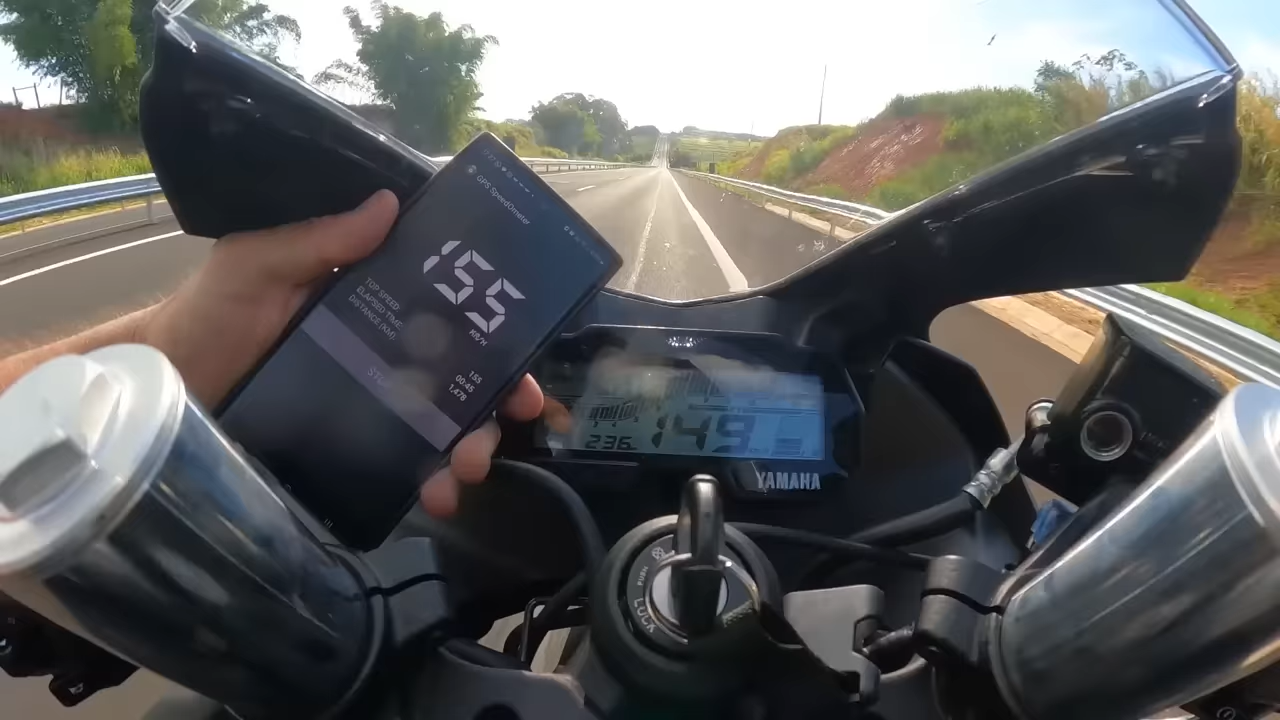 GPS SpeedOmeter
155
KM/H
TOP SPEED
155
ELAPSED TIME:
00:45
DISTANCE (KM):
1,478
236
149
YAMAHA
PUSH
LOCK